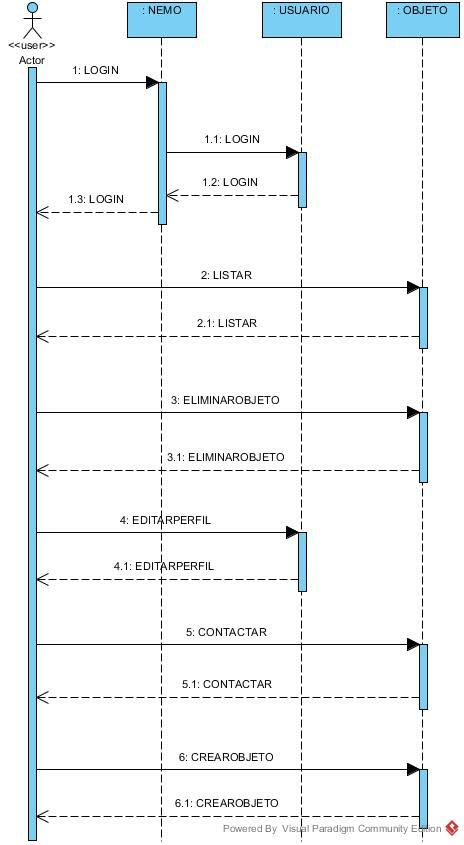 : NEMO
: USUARIO
: OBJETO
<<user>>
Actor
1: LOGIN
1.1: LOGIN
1.2: LOGIN
1.3: LOGIN
2: LISTAR
2.1: LISTAR
3: ELIMINAROBJETO
3.1: ELIMINAROBJETO
4: EDITARPERFIL
4.1: EDITARPERFIL
5: CONTACTAR
5.1: CONTACTAR
6: CREAROBJETO
6.1: CREAROBJETO
Powered By Visual Paradigm Community Edition